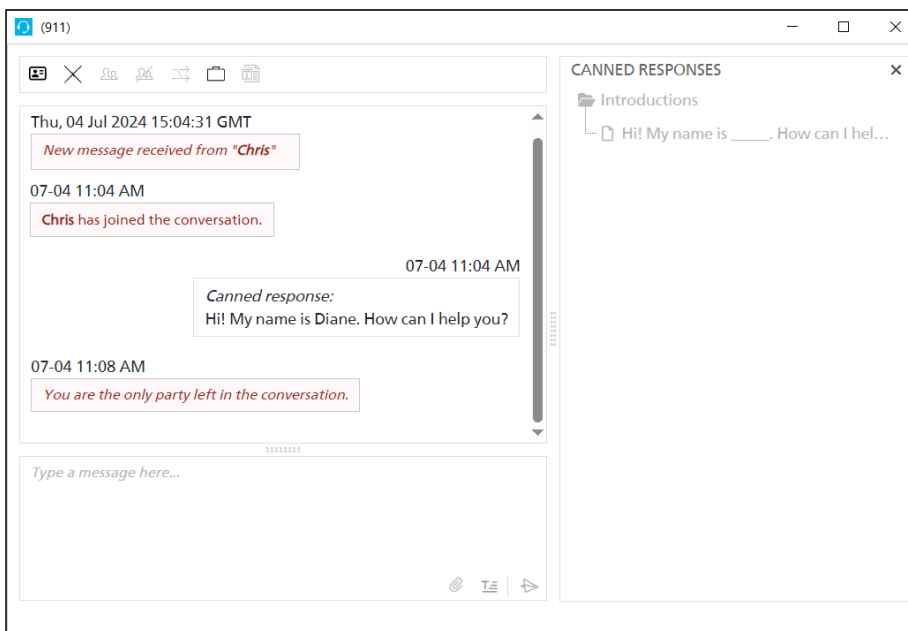 (911)
CANNED RESPONSES
Introductions
Hi! My name is _____. How can I hel...
Thu, 04 Jul 2024 15:04:31 GMT
New message received from "Chris"
07-04 11:04 AM
Chris has joined the conversation.
07-04 11:04 AM
Canned response:
Hi! My name is Diane. How can I help you?
07-04 11:08 AM
You are the only party left in the conversation.
Type a message here...